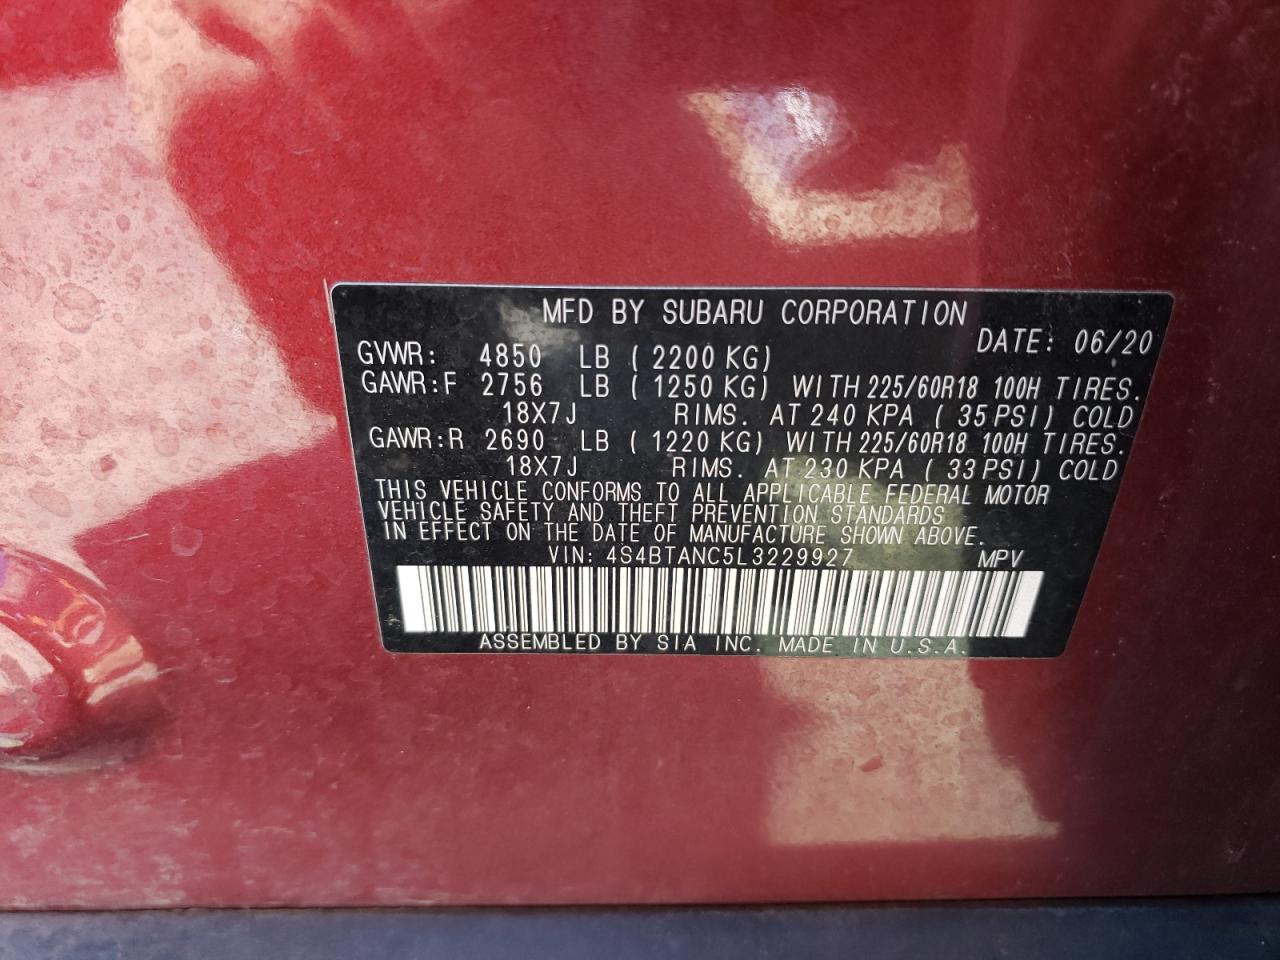 MFD BY SUBARU CORPORATION
DATE: 06/20
GVWR: 4850 LB ( 2200 KG)
GAWR:F 2756 LB ( 1250 KG) WITH 225/60R18 100H TIRES.
18X7J RIMS. AT 240 KPA ( 35 PSI) COLD
GAWR:R 2690 LB ( 1220 KG) WITH 225/60R18 100H TIRES.
18X7J RIMS. AT 230 KPA ( 33 PSI) COLD
THIS VEHICLE CONFORMS TO ALL APPLICABLE FEDERAL MOTOR
VEHICLE SAFETY AND THEFT PREVENTION STANDARDS
IN EFFECT ON THE DATE OF MANUFACTURE SHOWN ABOVE.
VIN: 4S4BTANC5L3229927 MPV
ASSEMBLED BY SIA INC. MADE IN U.S.A.